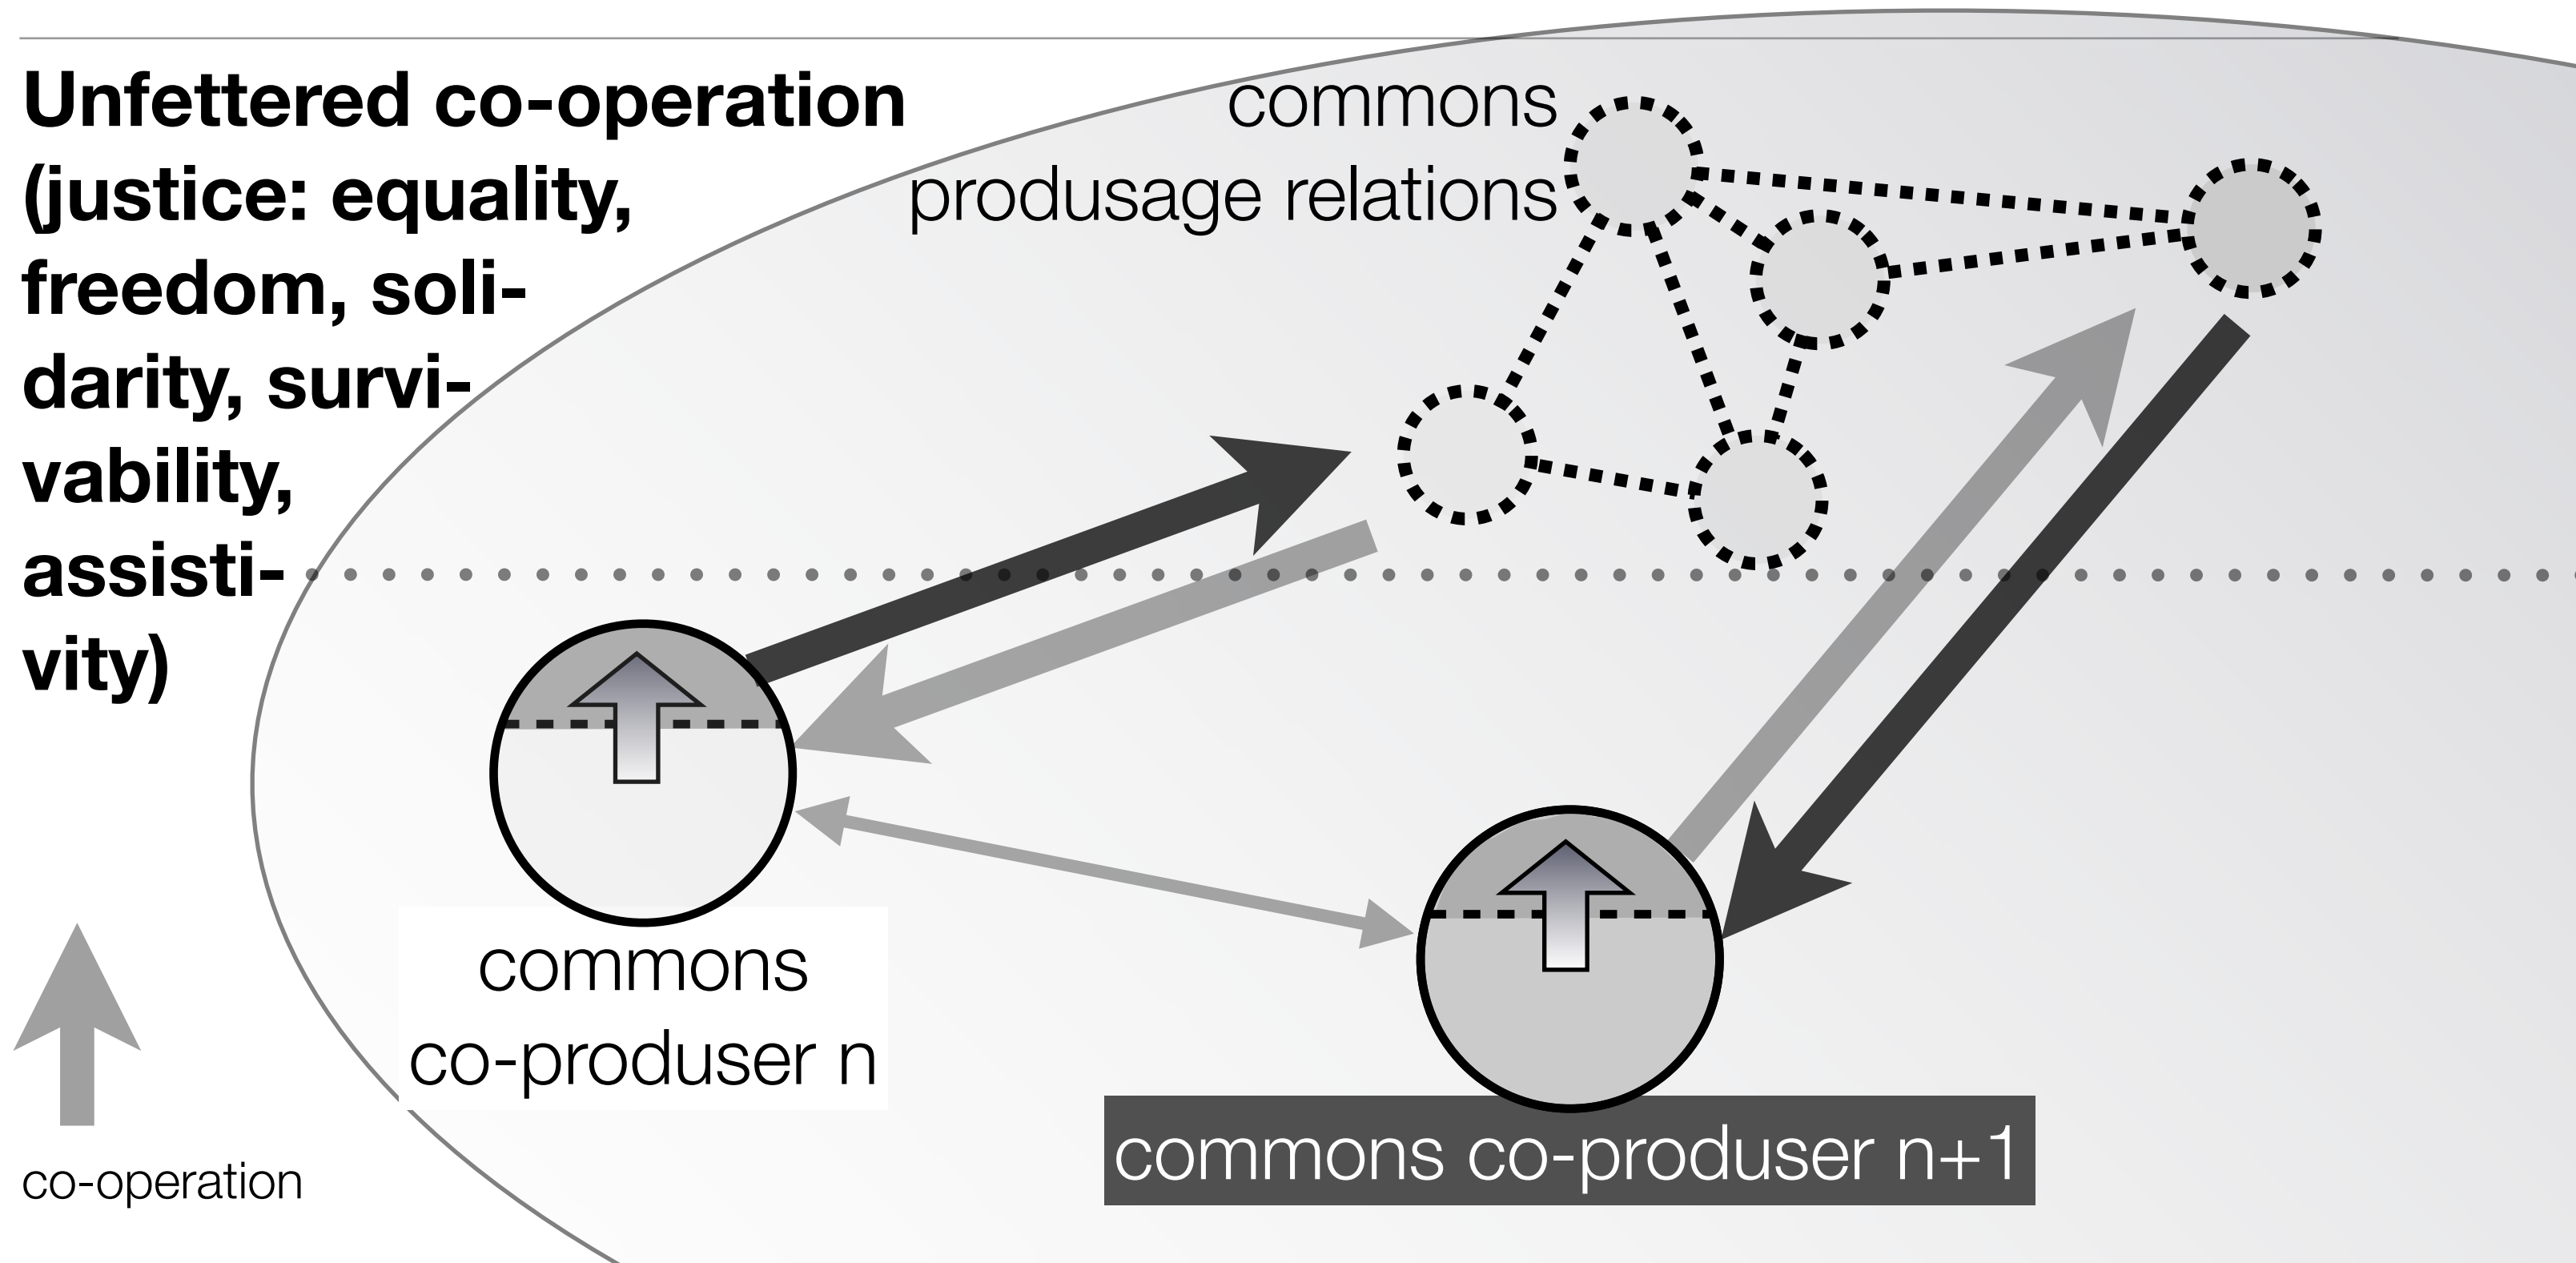 Unfettered co-operation
(justice: equality,
freedom, soli-
darity, survi-
vability,
assisti-
vity)
commons
produsage relations
commons
co-produser n
commons co-produser n+1
co-operation